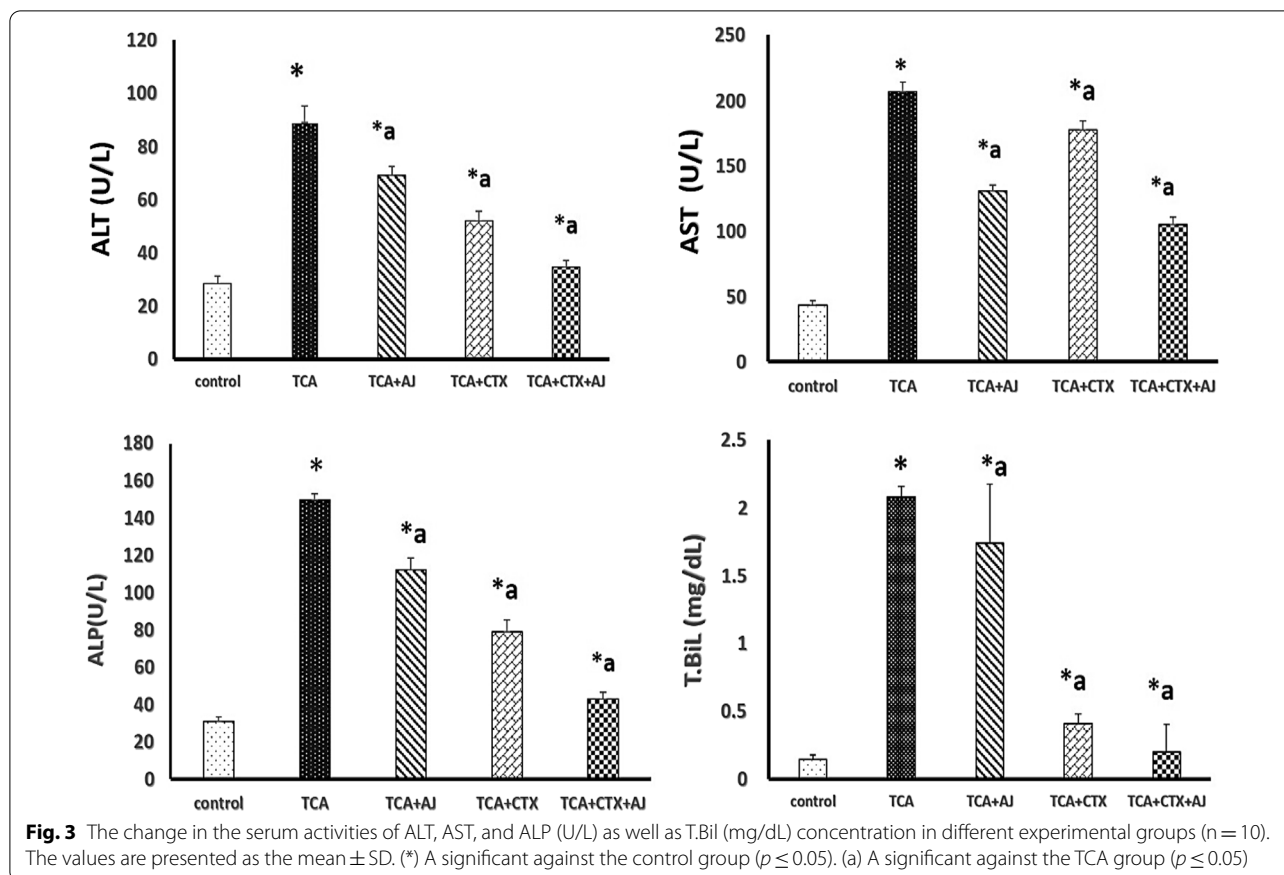 120
100
80
60
40
20
0
ALT (U/L)
*
*a
*a
*a
control TCA TCA+AJ TCA+CTX TCA+CTX+AJ
250
200
150
100
50
0
AST (U/L)
*
*a
*a
*a
control TCA TCA+AJ TCA+CTX TCA+CTX+AJ
180
160
140
120
100
80
60
40
20
0
ALP(U/L)
*
*a
*a
*a
control TCA TCA+AJ TCA+CTX TCA+CTX+AJ
2.5
2
1.5
1
0.5
0
T.BiL (mg/dL)
*
*a
*a
*a
control TCA TCA+AJ TCA+CTX TCA+CTX+AJ
Fig. 3 The change in the serum activities of ALT, AST, and ALP (U/L) as well as T.Bil (mg/dL) concentration in different experimental groups (n = 10).
The values are presented as the mean ± SD. (*) A significant against the control group (p ≤ 0.05). (a) A significant against the TCA group (p ≤ 0.05)